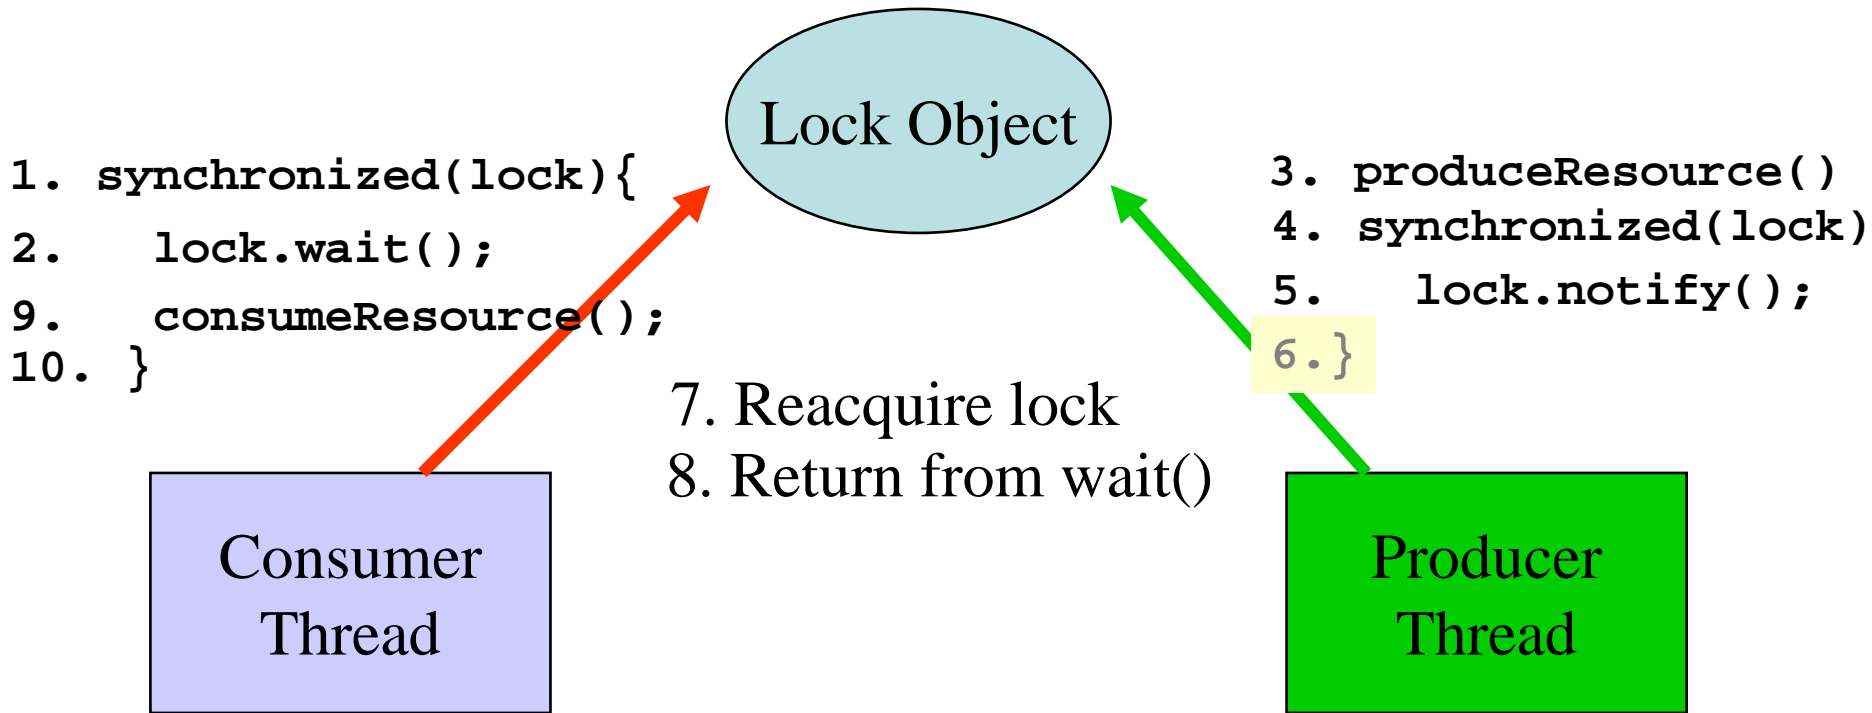 Lock Object
1. synchronized(lock){
2. lock.wait();
9. consumeResource();
10. }
3. produceResource()
4. synchronized(lock)
5. lock.notify();
6.}
7. Reacquire lock
8. Return from wait()
Consumer
Thread
Producer
Thread